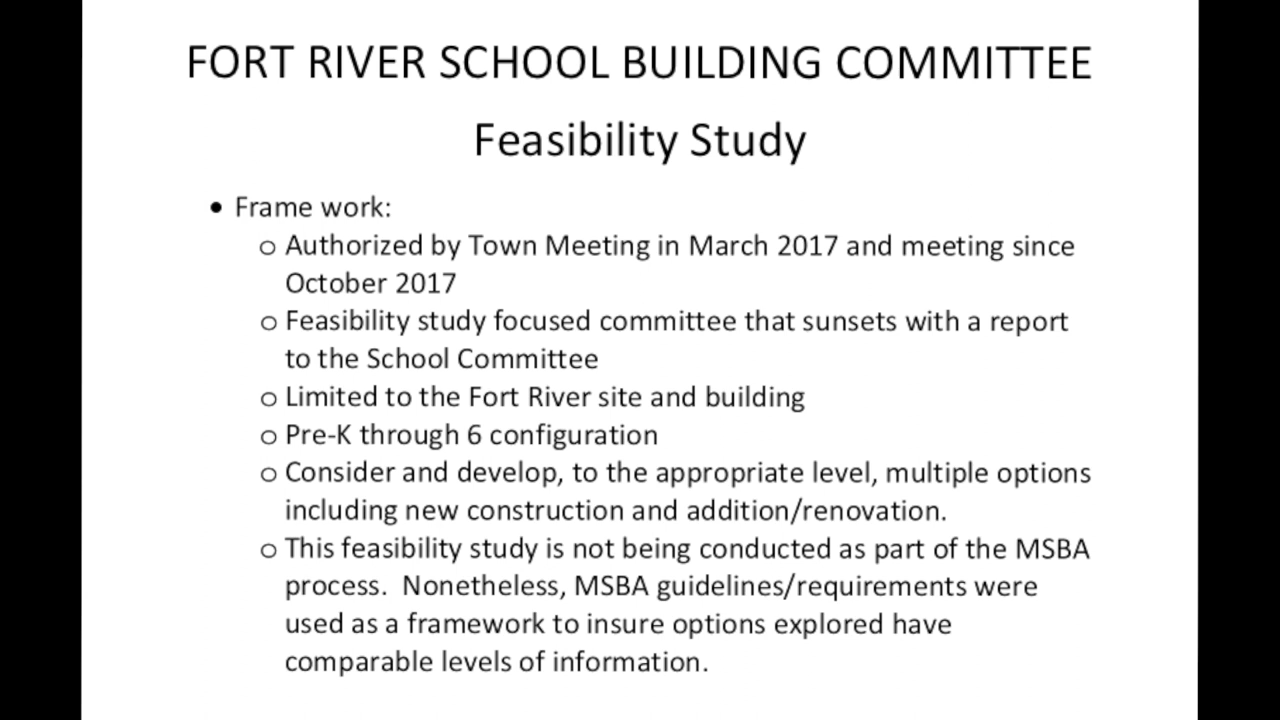 FORT RIVER SCHOOL BUILDING COMMITTEE
Feasibility Study
• Frame work:
o Authorized by Town Meeting in March 2017 and meeting since
October 2017
o Feasibility study focused committee that sunsets with a report
to the School Committee
o Limited to the Fort River site and building
o Pre-K through 6 configuration
o Consider and develop, to the appropriate level, multiple options
including new construction and addition/renovation.
o This feasibility study is not being conducted as part of the MSBA
process.  Nonetheless, MSBA guidelines/requirements were
used as a framework to insure options explored have
comparable levels of information.